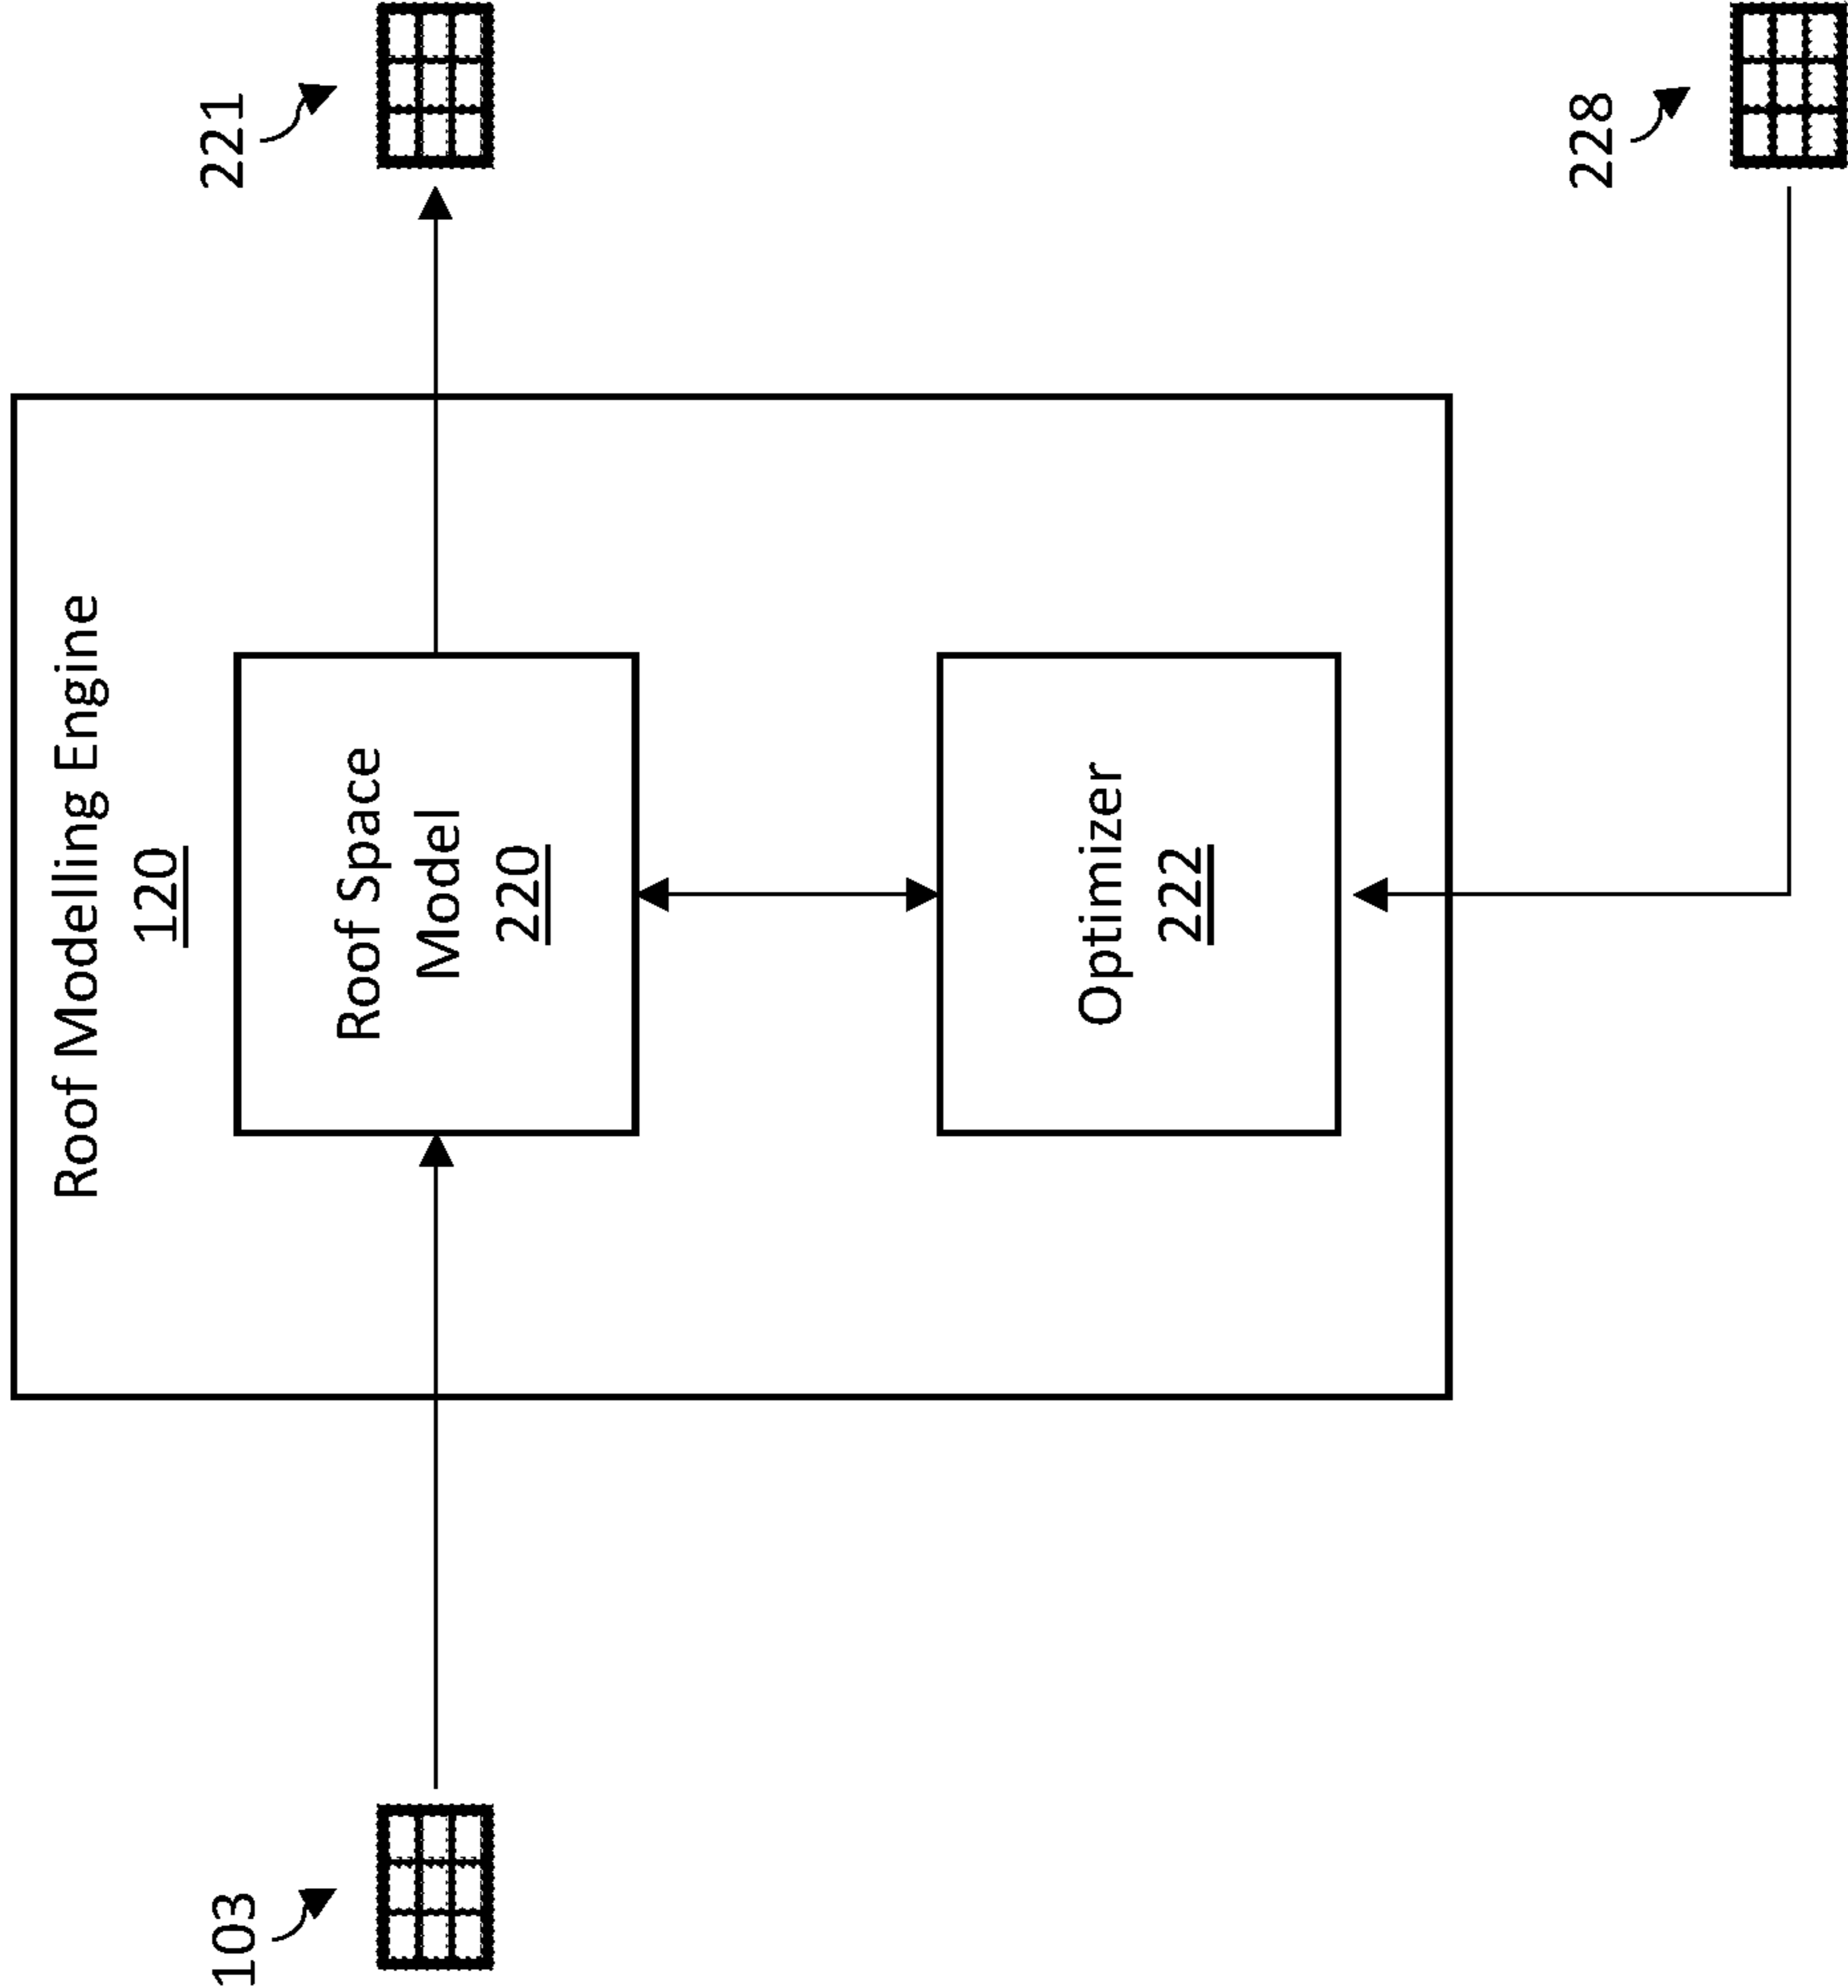 Roof Modelling Engine
120
103
Roof Space
Model
220
221
Optimizer
222
228